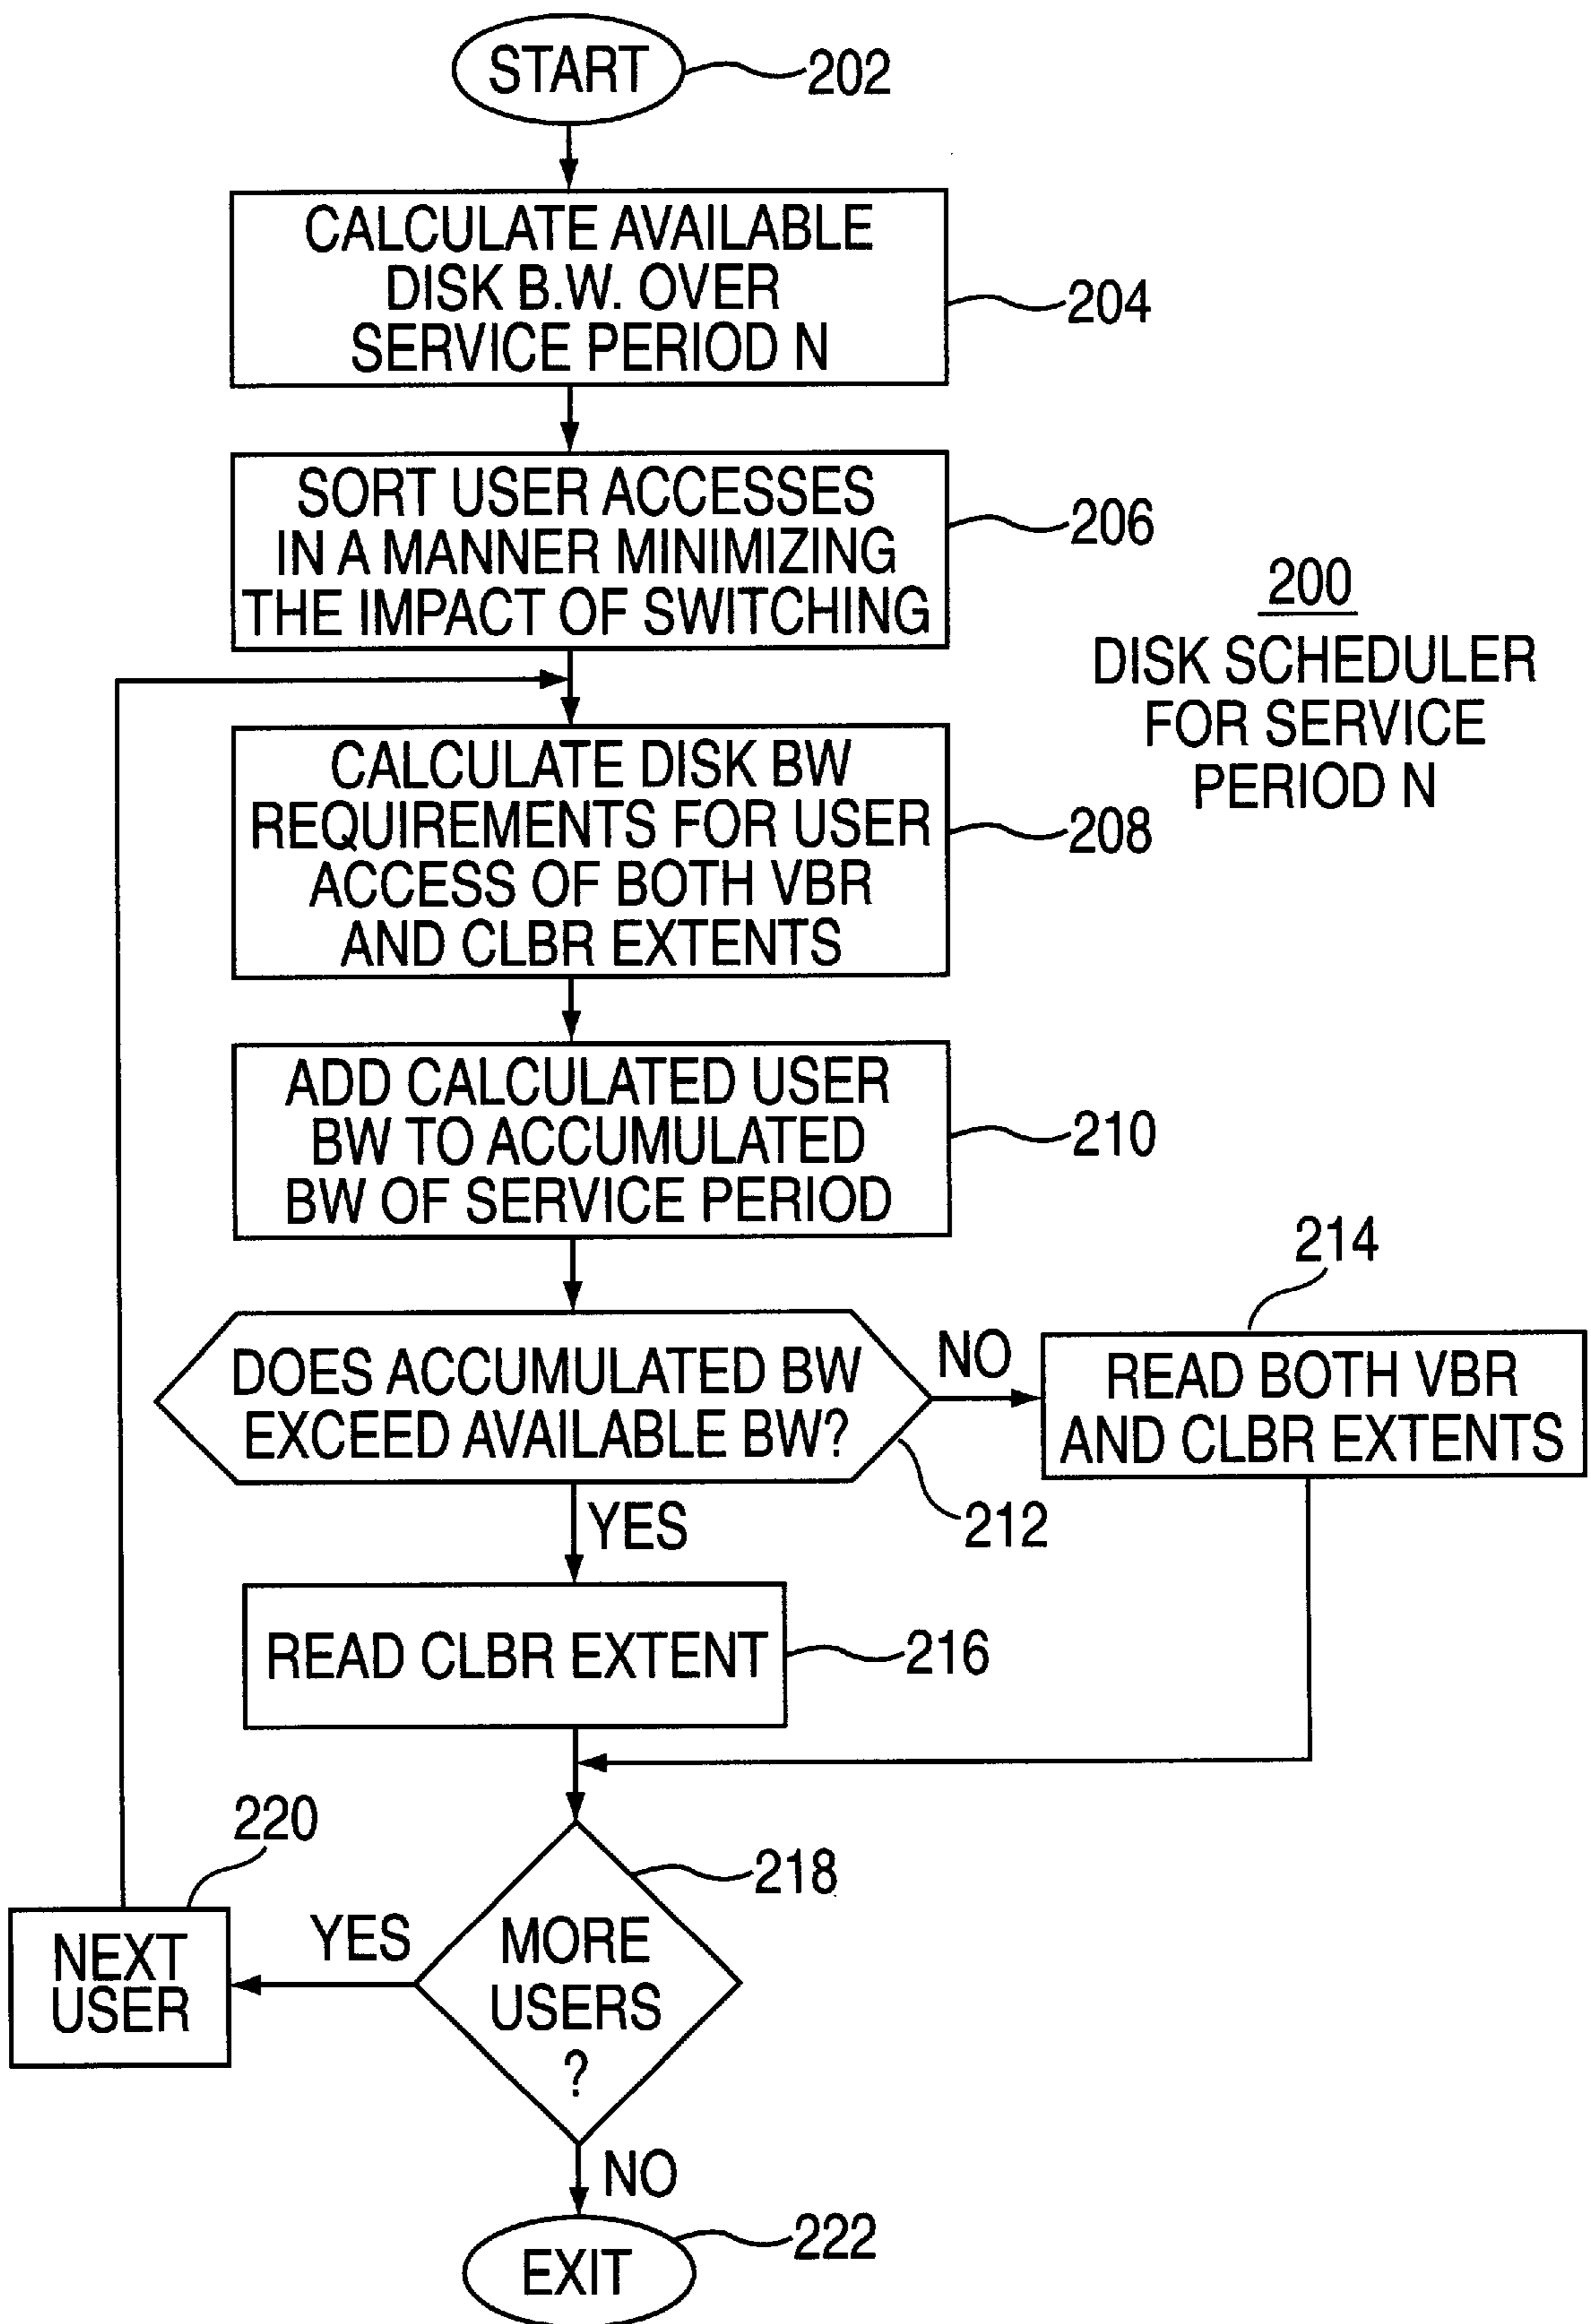 START
202
CALCULATE AVAILABLE
DISK B.W. OVER
SERVICE PERIOD N
204
SORT USER ACCESSES
IN A MANNER MINIMIZING
THE IMPACT OF SWITCHING
206
200
DISK SCHEDULER
FOR SERVICE
PERIOD N
CALCULATE DISK BW
REQUIREMENTS FOR USER
ACCESS OF BOTH VBR
AND CLBR EXTENTS
208
ADD CALCULATED USER
BW TO ACCUMULATED
BW OF SERVICE PERIOD
210
DOES ACCUMULATED BW
EXCEED AVAILABLE BW?
212
NO
214
READ BOTH VBR
AND CLBR EXTENTS
YES
READ CLBR EXTENT
216
MORE
USERS
?
218
YES
220
NEXT
USER
NO
EXIT
222